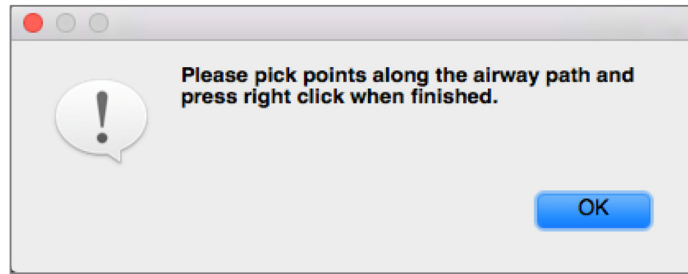 Please pick points along the airway path and
press right click when finished.
OK